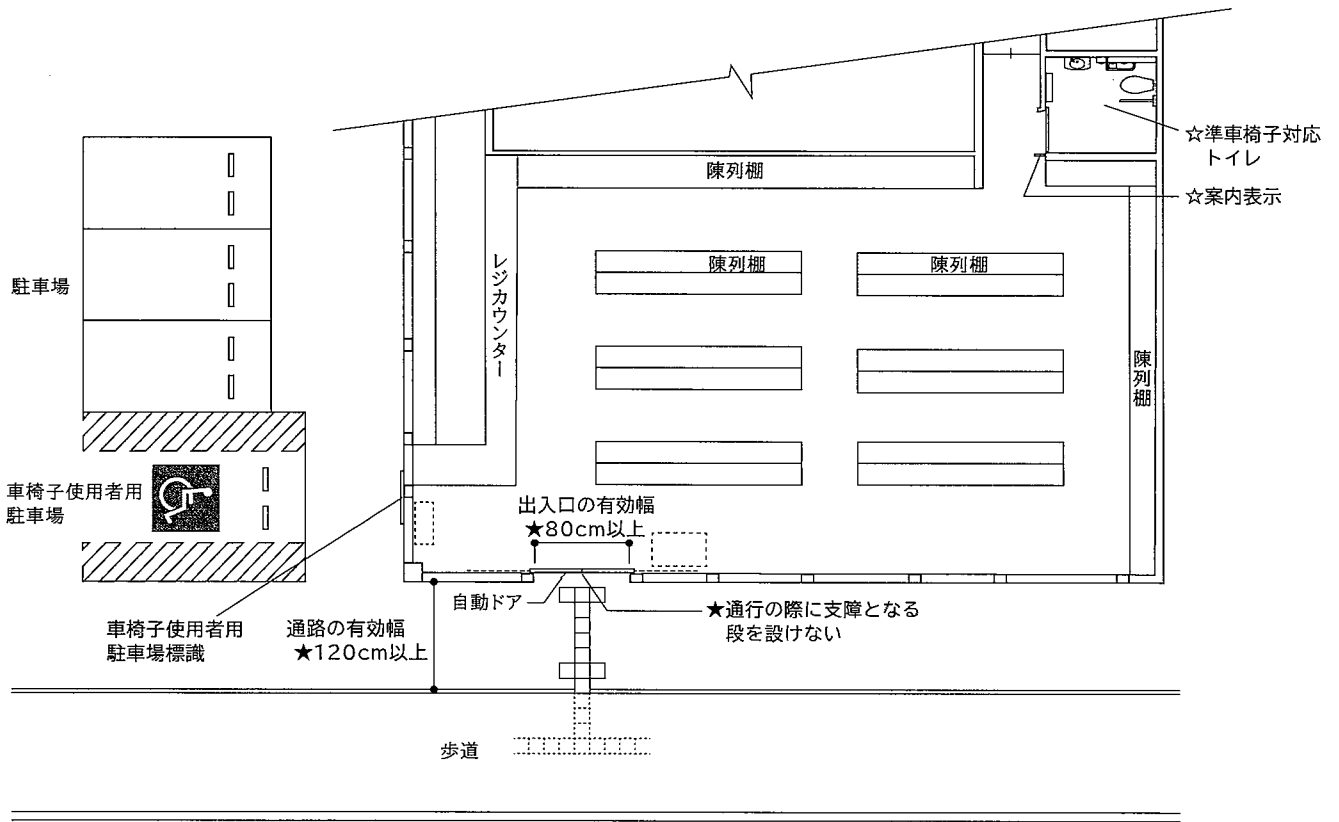 ☆準車椅子対応
トイレ
陳列棚
☆案内表示
陳列棚
陳列棚
レジカウンター
駐車場
陳列棚
車椅子使用者用
駐車場
出入口の有効幅
★80cm以上
自動ドア
★通行の際に支障となる
段を設けない
車椅子使用者用
駐車場標識
通路の有効幅
★120cm以上
歩道